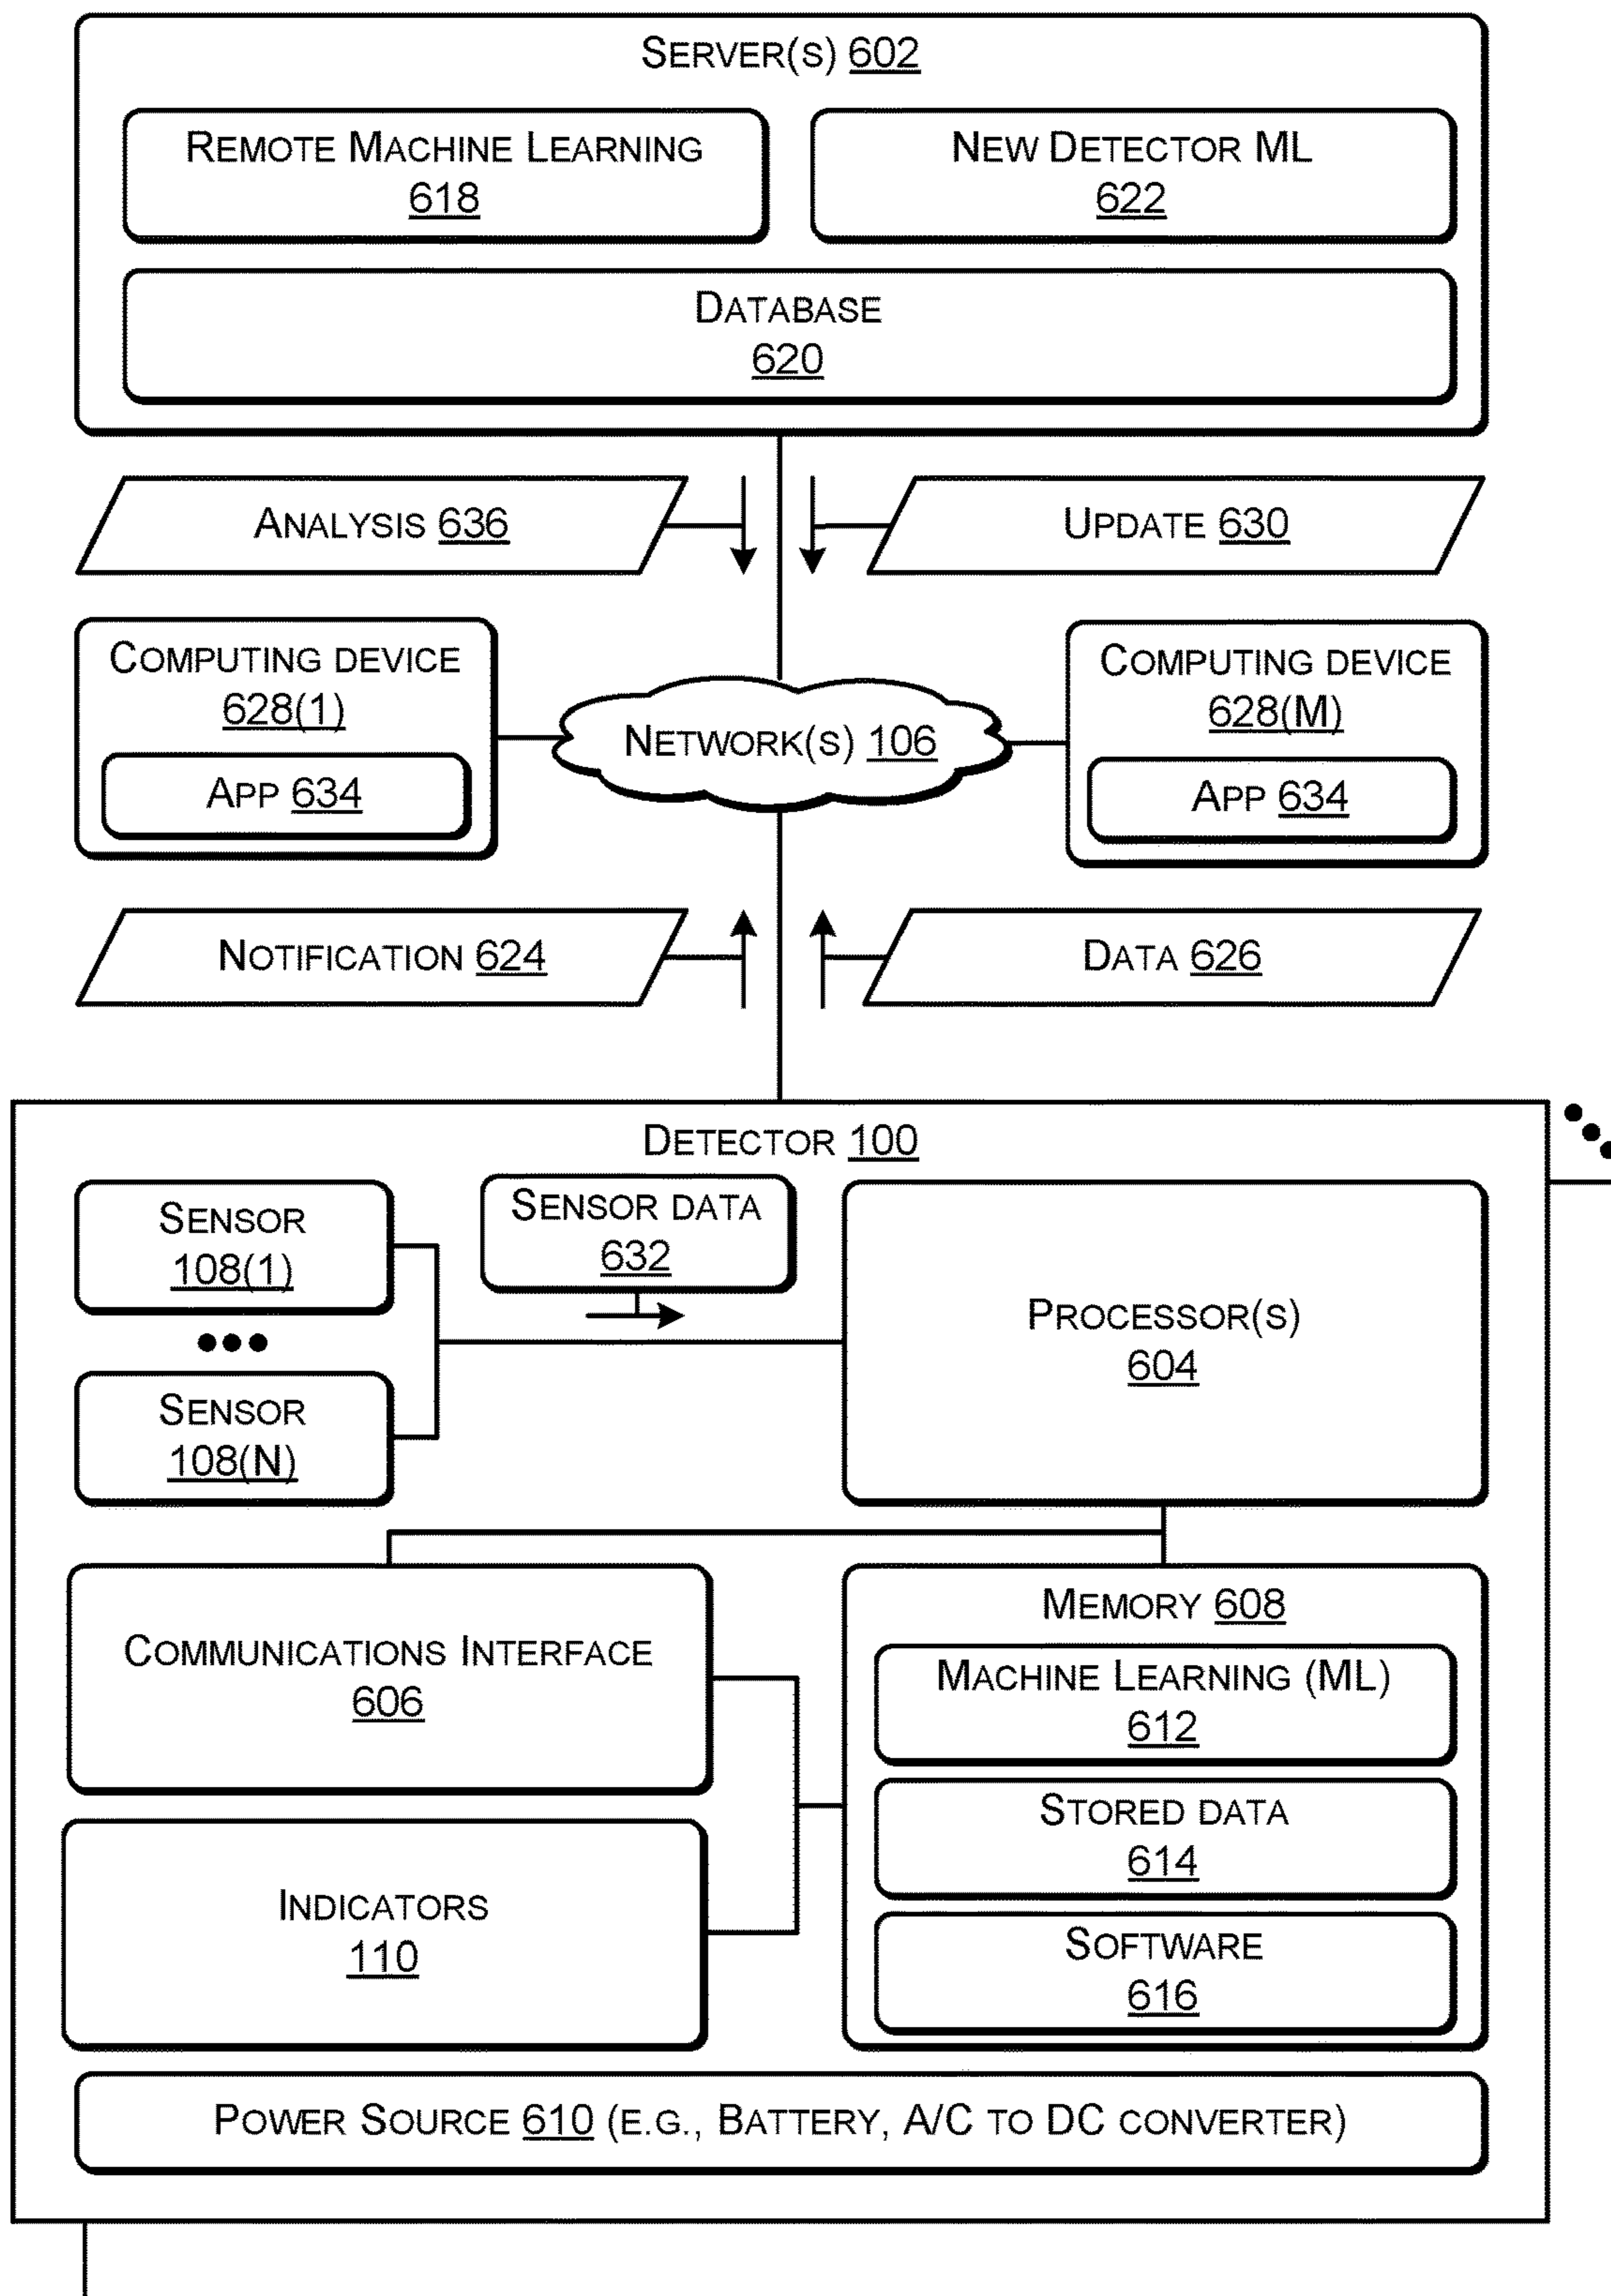 SERVER(S) 602
REMOTE MACHINE LEARNING
618
NEW DETECTOR ML
622
DATABASE
620
ANALYSIS 636
UPDATE 630
COMPUTING DEVICE
628(1)
APP 634
NETWORK(S) 106
COMPUTING DEVICE
628(M)
APP 634
NOTIFICATION 624
DATA 626
DETECTOR 100
SENSOR
108(1)
SENSOR DATA
632
PROCESSOR(S)
604
SENSOR
108(N)
COMMUNICATIONS INTERFACE
606
MEMORY 608
MACHINE LEARNING (ML)
612
STORED DATA
614
INDICATORS
110
SOFTWARE
616
POWER SOURCE 610 (E.G., BATTERY, A/C TO DC CONVERTER)